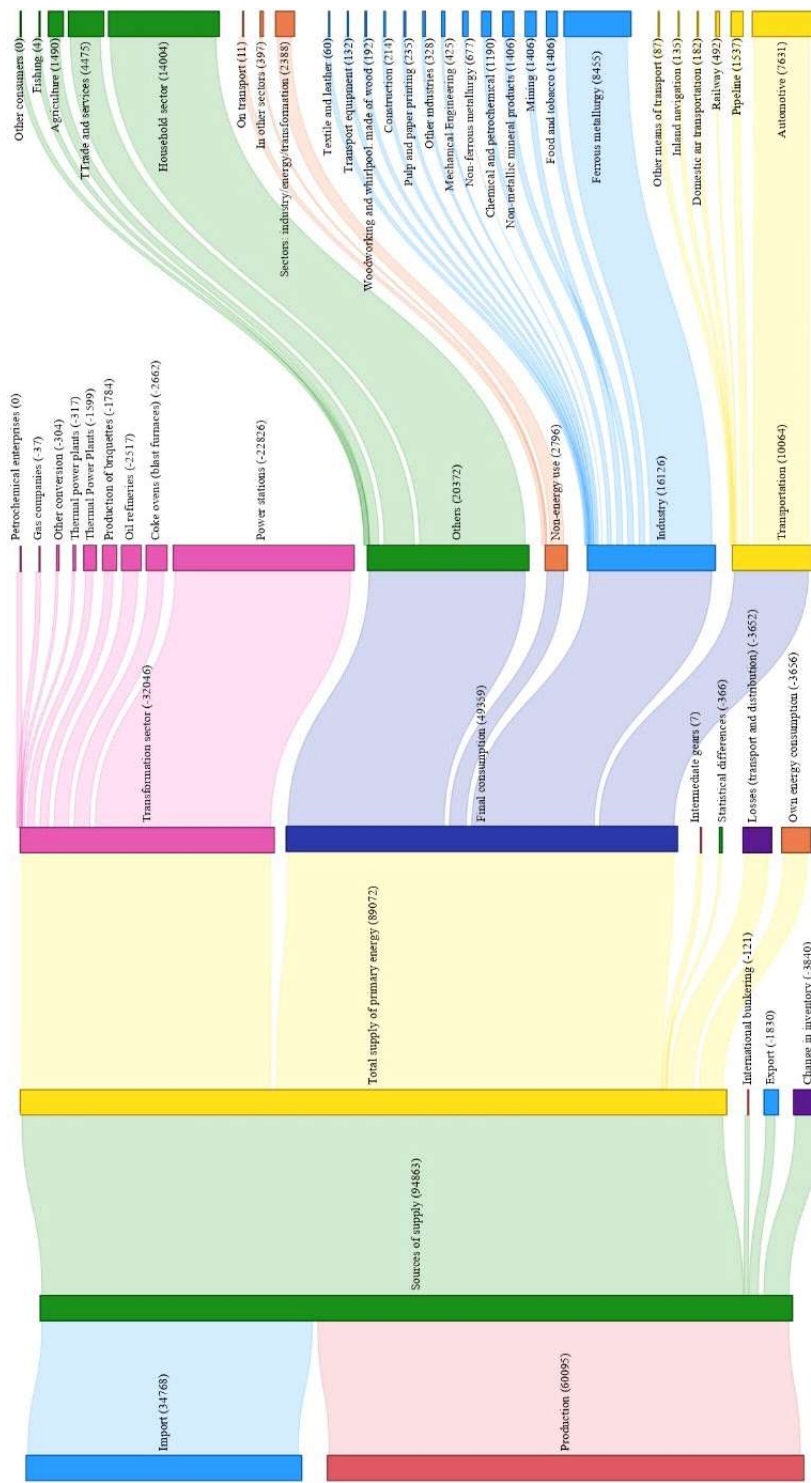 Import (34768)
Production (60095)
Sources of supply (94863)
Total supply of primary energy (89072)
International bunkering (-121)
Export (-1830)
Change in inventory (-3840)
Transformation sector (-32046)
Final consumption (49359)
Intermediate gears (7)
Statistical differences (-366)
Losses (transport and distribution) (-3652)
Own energy consumption (-3656)
Petrochemical enterprises (0)
Gas companies (-37)
Other conversion (-304)
Thermal power plants (-317)
Thermal Power Plants (-1599)
Production of briquettes (-1784)
Oil refineries (-2517)
Coke ovens (blast furnaces) (-2662)
Power stations (-22826)
Others (20372)
Non-energy use (2796)
Industry (16126)
Transportation (10064)
Other consumers (0)
Fishing (4)
Agriculture (1490)
TTrade and services (4475)
Household sector (14004)
On transport (11)
In other sectors (397)
Sectors: industry/energy/transformation (2388)
Textile and leather (60)
Transport equpment (132)
Woodworking and whirlpool: made of wood (192)
Construction (214)
Pulp and paper printing (235)
Other industries (328)
Mechanical Engineering (425)
Non-ferrous metallurgy (677)
Chemical and petrochemical (1190)
Non-metallic mineral products (1406)
Mining (1406)
Food and tobacco (1406)
Ferrous metallurgy (8455)
Other means of transport (87)
Inland navigation (135)
Domestic air transportation (182)
Railway (492)
Pipeline (1537)
Automotive (7631)